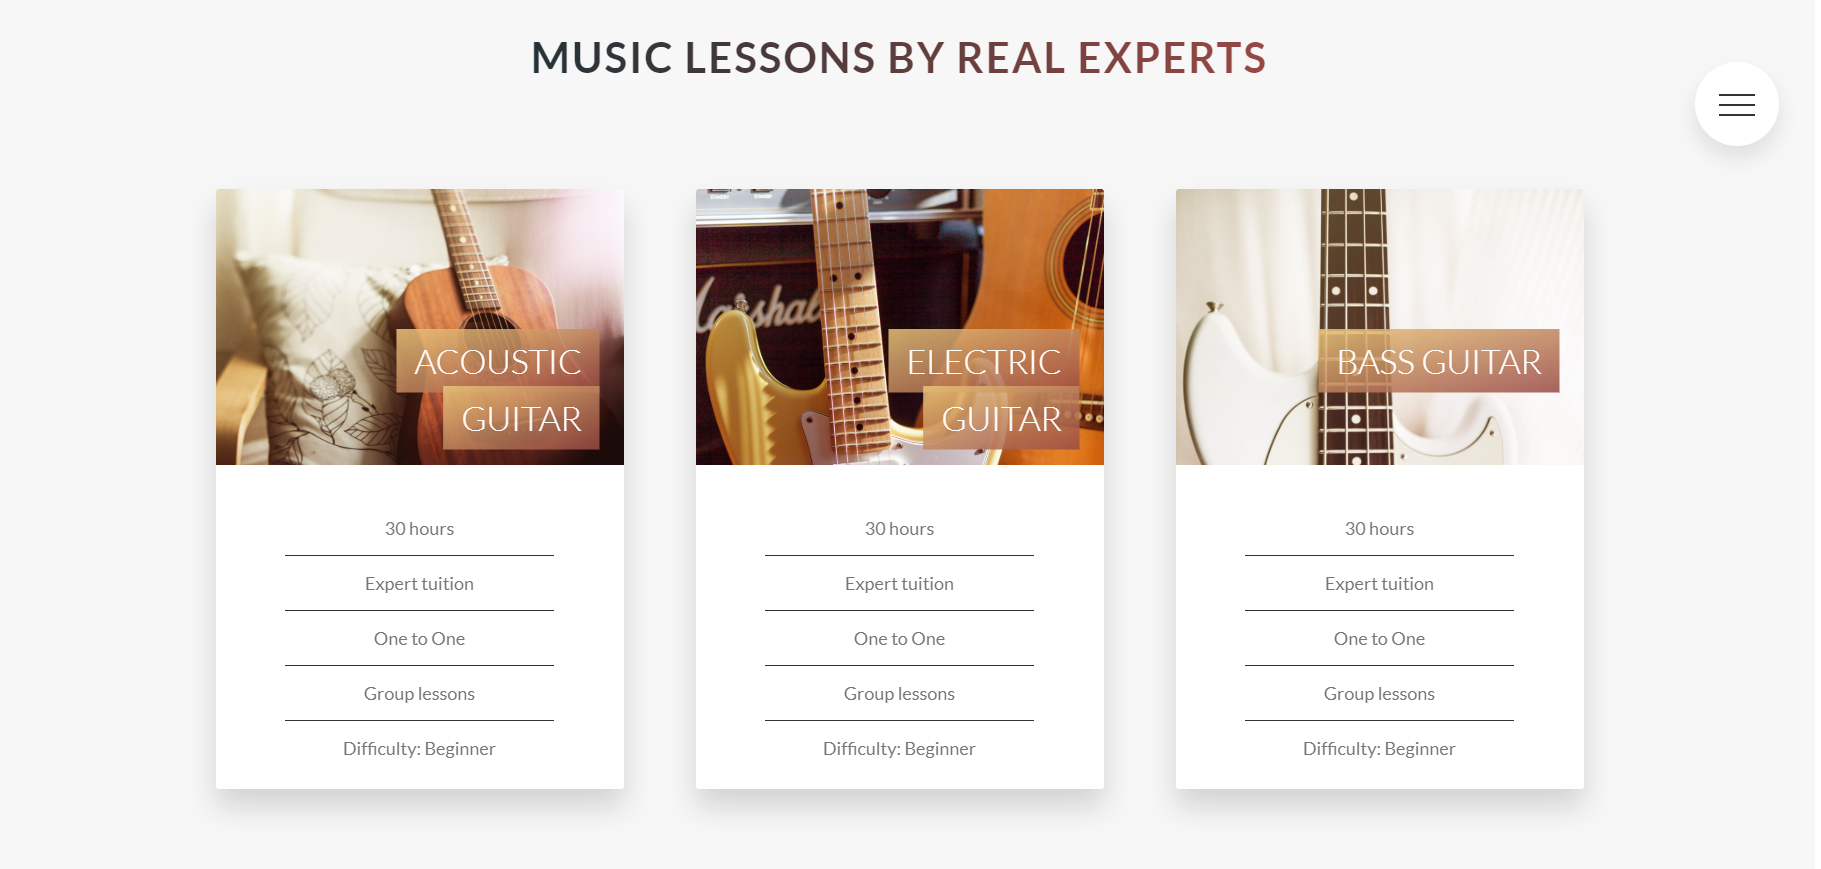 MUSIC LESSONS BY REAL EXPERTS
ACOUSTIC
GUITAR
30 hours
Expert tuition
One to One
Group lessons
Difficulty: Beginner
Marshall
ELECTRIC
GUITAR
30 hours
Expert tuition
One to One
Group lessons
Difficulty: Beginner
BASS GUITAR
30 hours
Expert tuition
One to One
Group lessons
Difficulty: Beginner